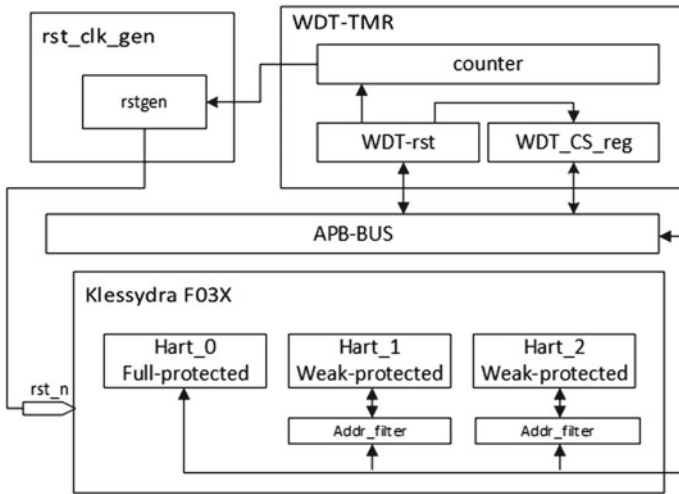 rst_clk_gen
rstgen
WDT-TMR
counter
WDT-rst
WDT_CS_reg
APB-BUS
Klessydra F03X
Hart_0
Full-protected
Hart_1
Weak-protected
Hart_2
Weak-protected
rst_n
Addr_filter
Addr_filter